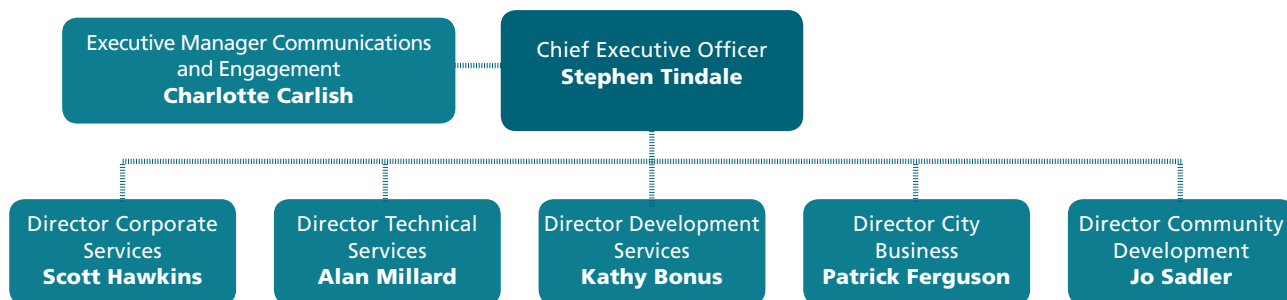 Executive Manager Communications
and Engagement
Charlotte Carlish
Chief Executive Officer
Stephen Tindale
Director Corporate
Services
Scott Hawkins
Director Technical
Services
Alan Millard
Director Development
Services
Kathy Bonus
Director City
Business
Patrick Ferguson
Director Community
Development
Jo Sadler